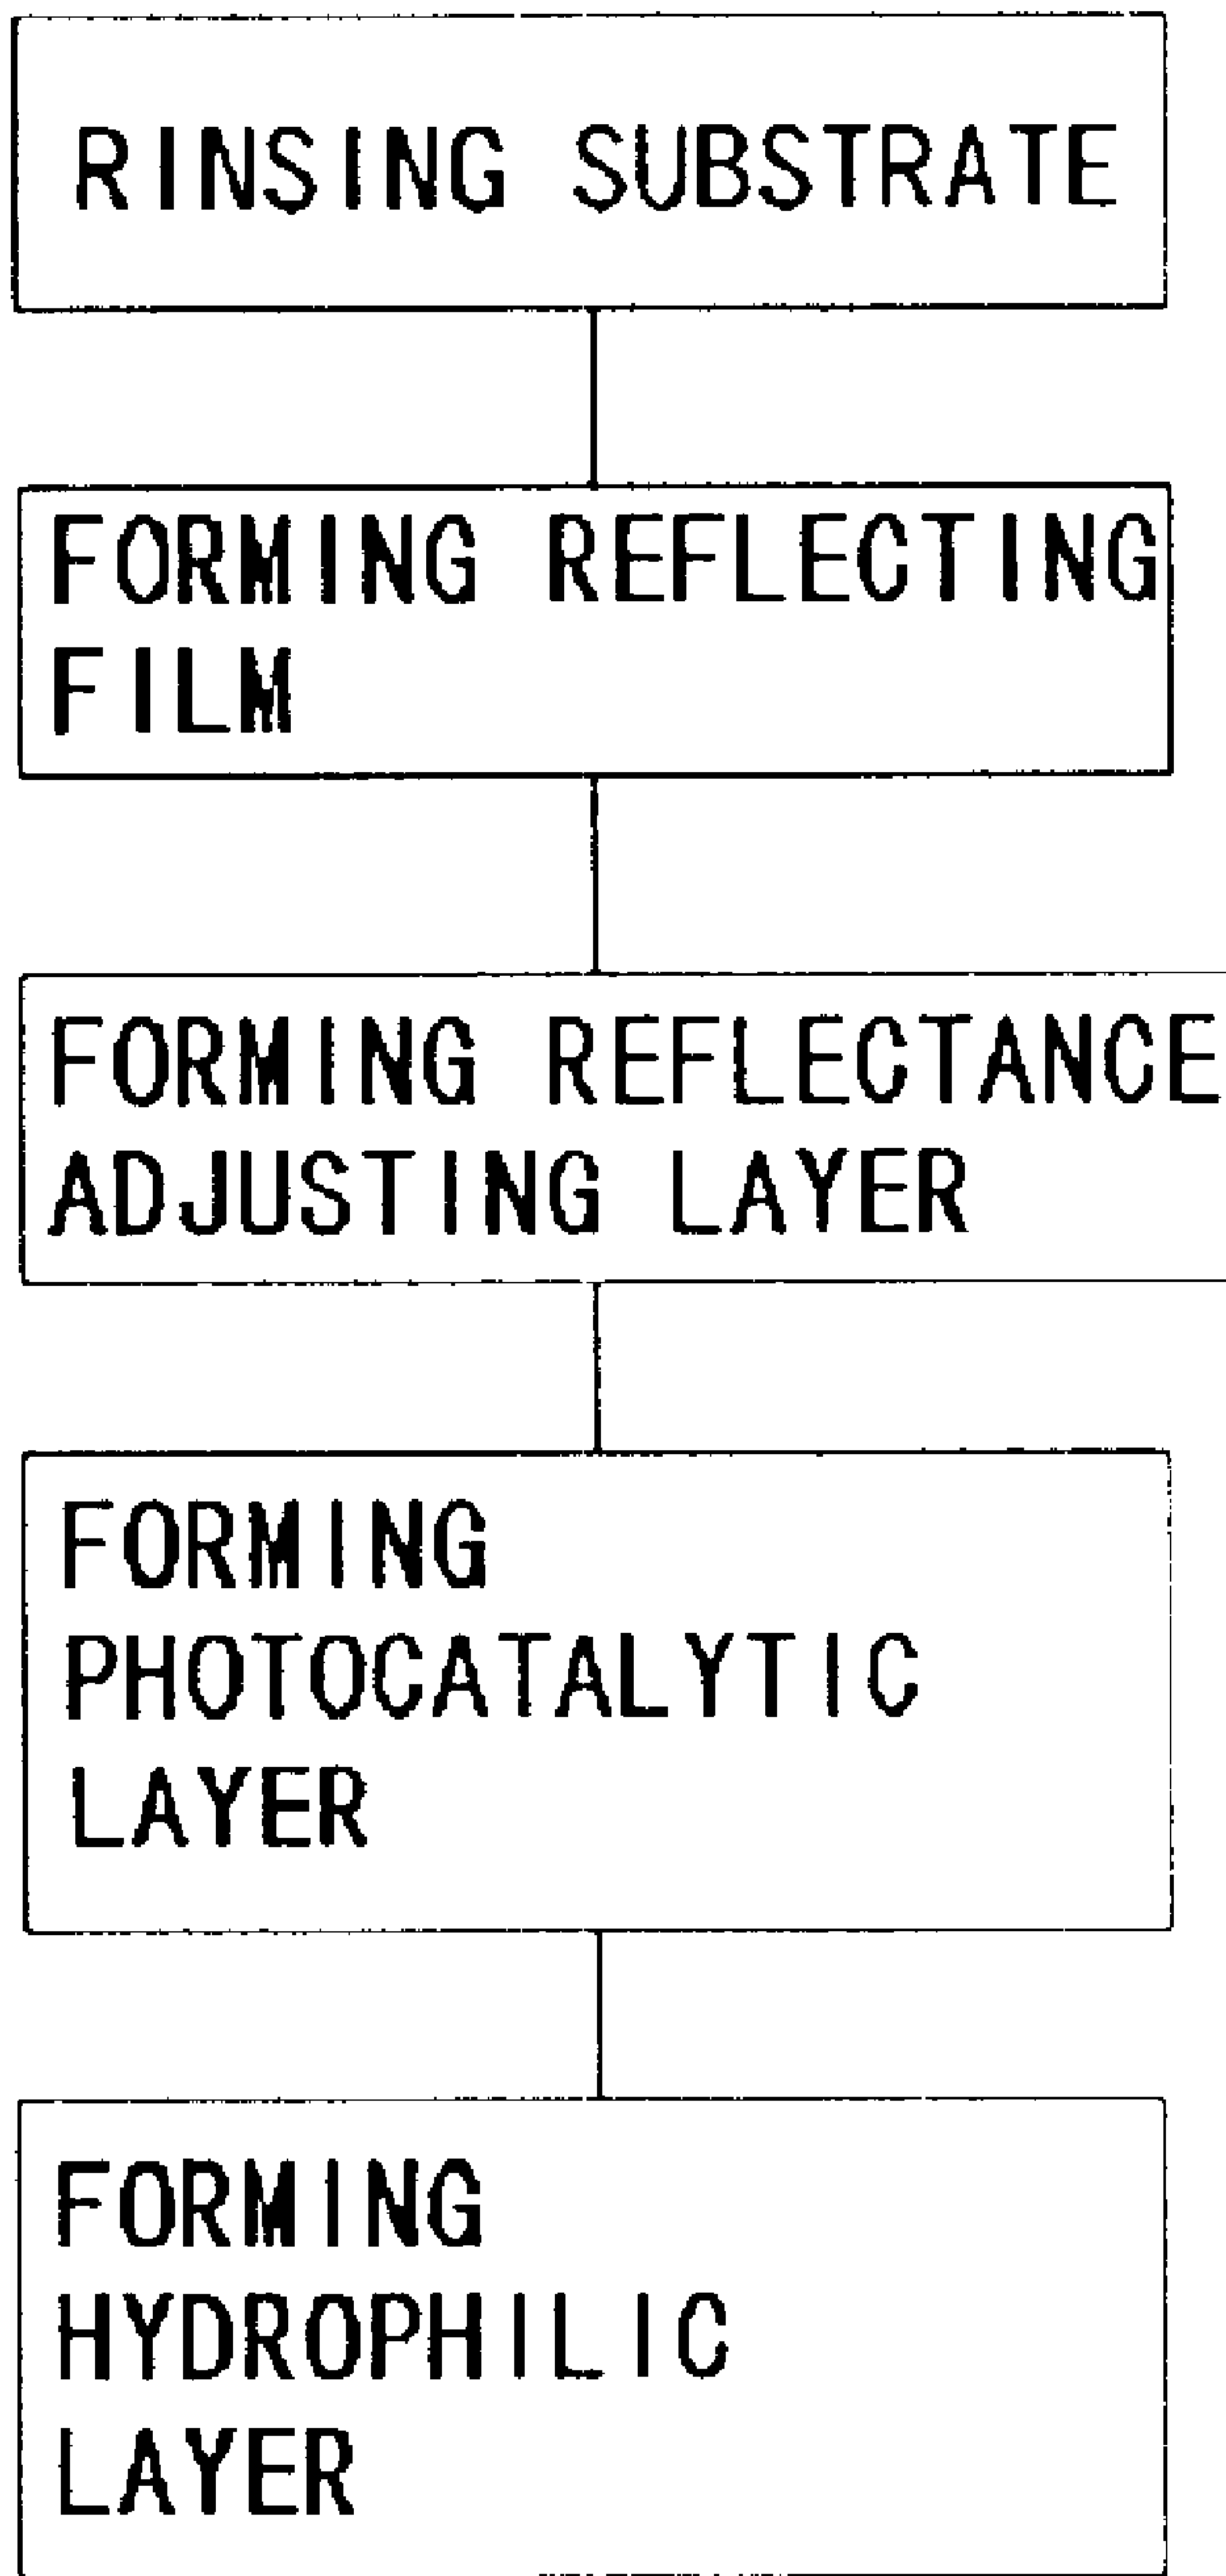 RINSING SUBSTRATE
FORMING REFLECTING
FILM
FORMING REFLECTANCE
ADJUSTING LAYER
FORMING
PHOTOCATALYTIC
LAYER
FORMING
HYDROPHILIC
LAYER